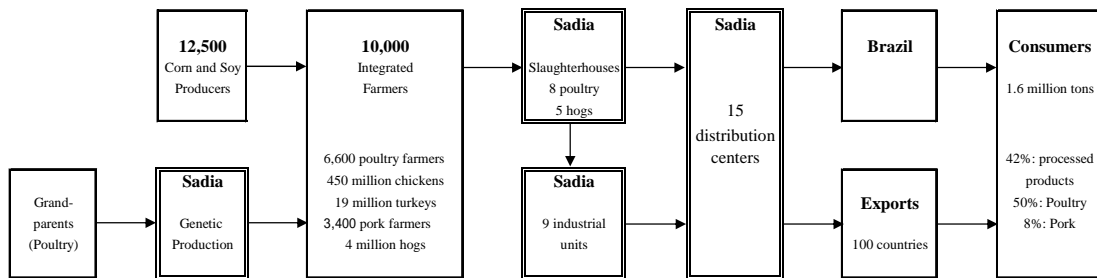 12,500
Corn and Soy
Producers
Grand-
parents
(Poultry)
Sadia
Genetic
Production
10,000
Integrated
Farmers
6,600 poultry farmers
450 million chickens
19 million turkeys
3,400 pork farmers
4 million hogs
Sadia
Slaughterhouses
8 poultry
5 hogs
Sadia
9 industrial
units
Sadia
15
distribution
centers
Brazil
Exports
100 countries
Consumers
1.6 million tons
42%: processed
products
50%: Poultry
8%: Pork